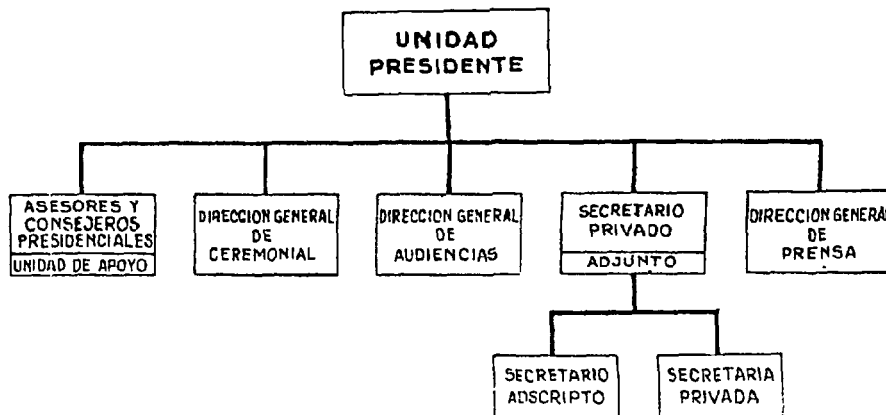 UNIDAD
PRESIDENTE
ASESORES Y
CONSEJEROS
PRESIDENCIALES
UNIDAD DE APOYO
DIRECCION GENERAL
DE
CEREMONIAL
DIRECCION GENERAL
DE
AUDIENCIAS
SECRETARIO
PRIVADO
ADJUNTO
DIRECCION GENERAL
DE
PRENSA
SECRETARIO
ADSCRIPTO
SECRETARIA
PRIVADA